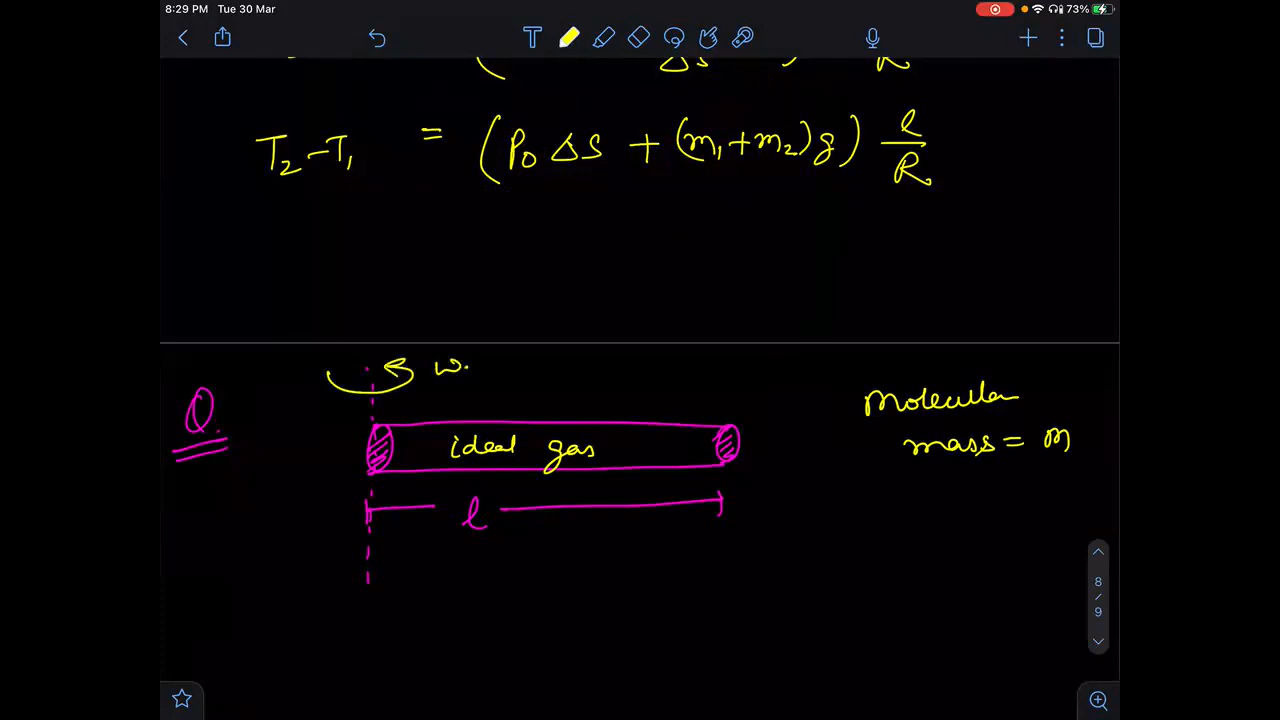 8:29 PM Tue 30 Mar
73%
T₂-T₁ = (P₀ ΔS + (m₁+m₂)g) l/R
Q
ω.
ideal gas
l
Molecular
mass = m
8
/
9